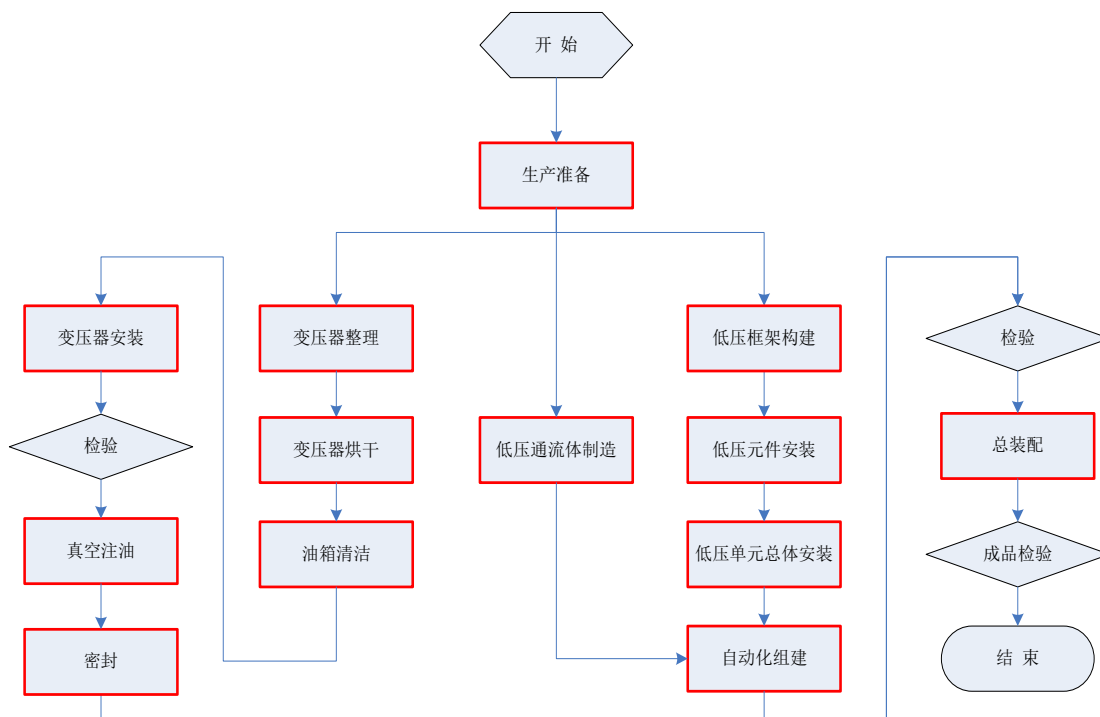 开 始
生产准备
变压器安装
变压器整理
低压框架构建
检验
检验
变压器烘干
低压通流体制造
低压元件安装
总装配
真空注油
油箱清洁
低压单元总体安装
成品检验
密封
自动化组建
结 束